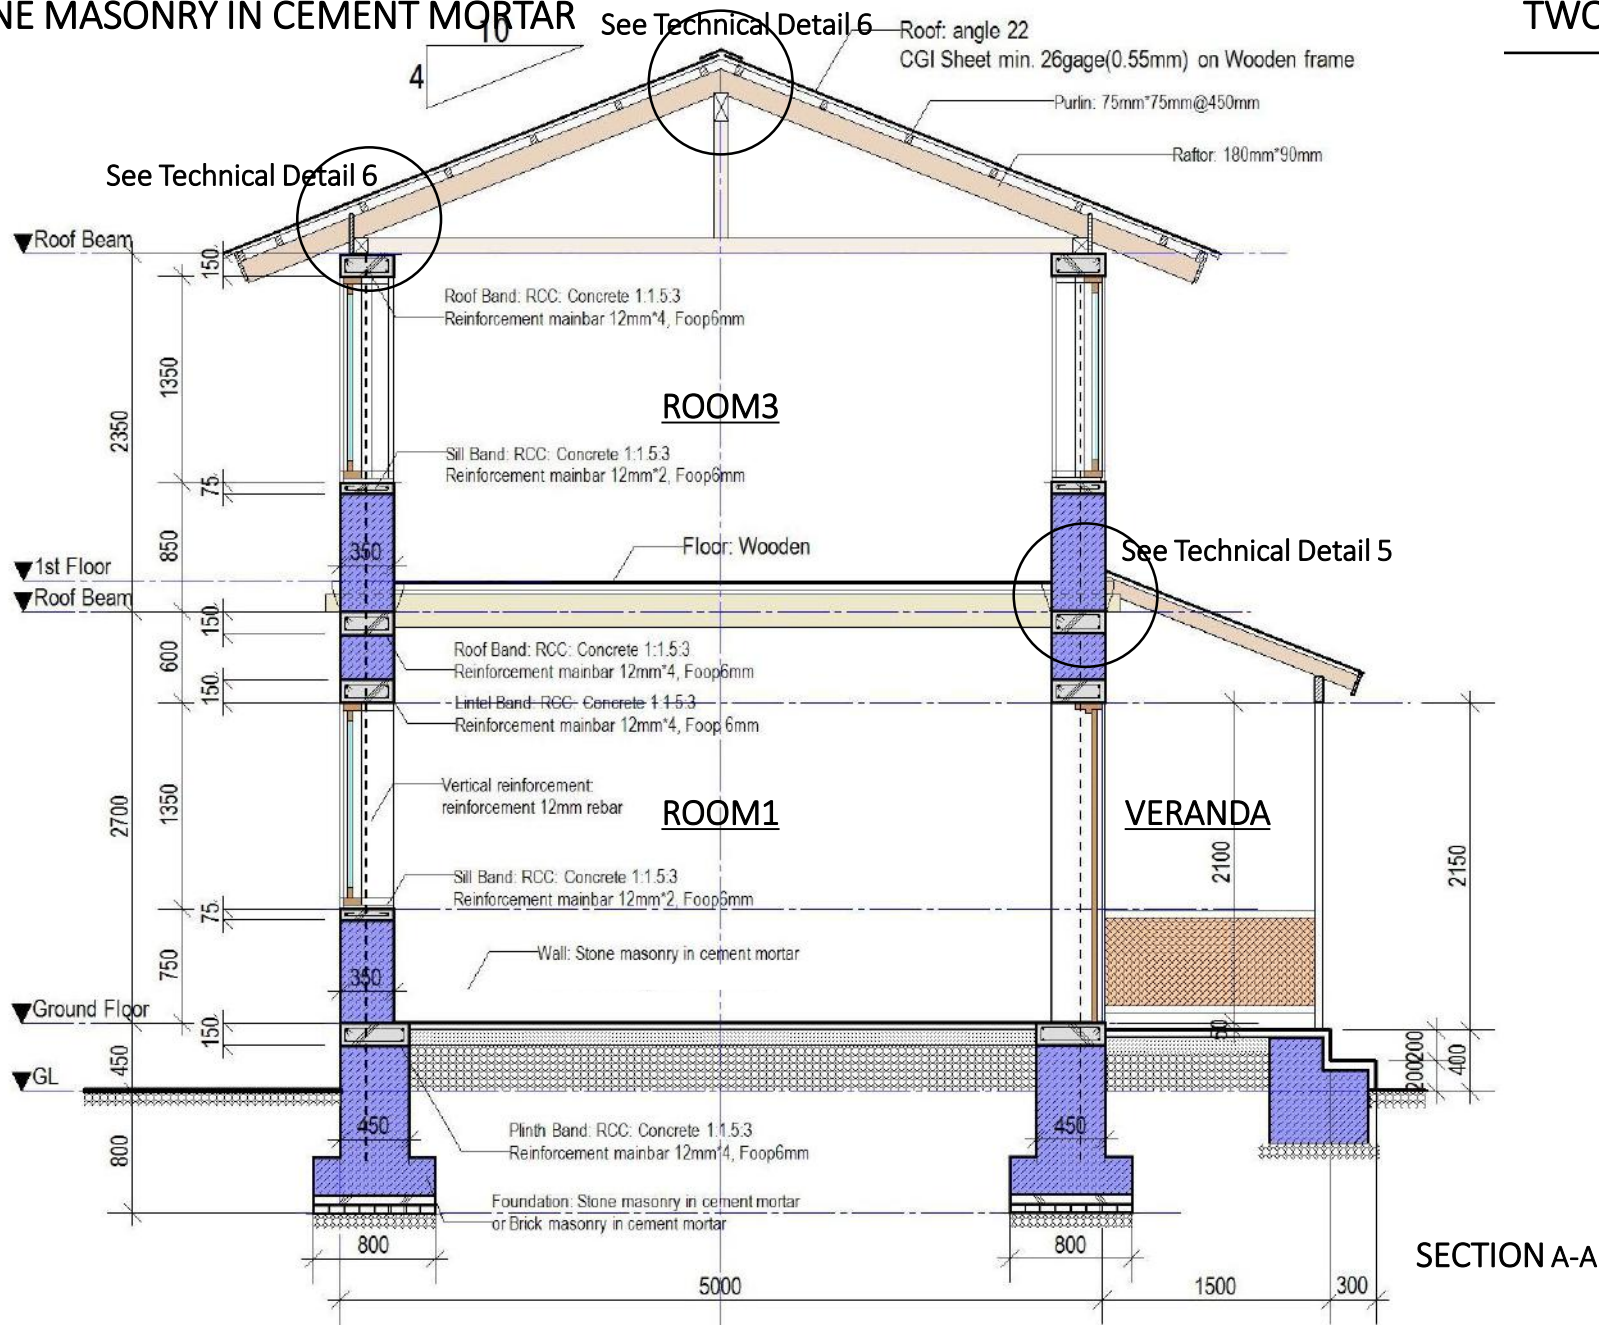 NE MASONRY IN CEMENT MORTAR
TWO
10
4
See Technical Detail 6
Roof: angle 22
CGI Sheet min. 26gage(0.55mm) on Wooden frame
Purlin: 75mm*75mm@450mm
Raftor: 180mm*90mm
See Technical Detail 6
Roof Beam
150
Roof Band: RCC: Concrete 1:1.5:3
Reinforcement mainbar 12mm*4, Foop6mm
1350
2350
ROOM3
Sill Band: RCC: Concrete 1:1.5:3
Reinforcement mainbar 12mm*2, Foop6mm
75
850
350
Floor: Wooden
See Technical Detail 5
1st Floor
Roof Beam
150
600
150
Roof Band: RCC: Concrete 1:1.5:3
Reinforcement mainbar 12mm*4, Foop6mm
Lintel Band: RCC: Concrete 1:1.5:3
Reinforcement mainbar 12mm*4, Foop 6mm
Vertical reinforcement:
reinforcement 12mm rebar
2700
1350
ROOM1
VERANDA
2100
2150
Sill Band: RCC: Concrete 1:1.5:3
Reinforcement mainbar 12mm*2, Foop6mm
75
750
350
Wall: Stone masonry in cement mortar
Ground Floor
150
50
450
200
200
400
GL
800
450
450
Plinth Band: RCC: Concrete 1:1.5:3
Reinforcement mainbar 12mm*4, Foop6mm
Foundation: Stone masonry in cement mortar
or Brick masonry in cement mortar
800
800
SECTION A-A
5000
1500
300